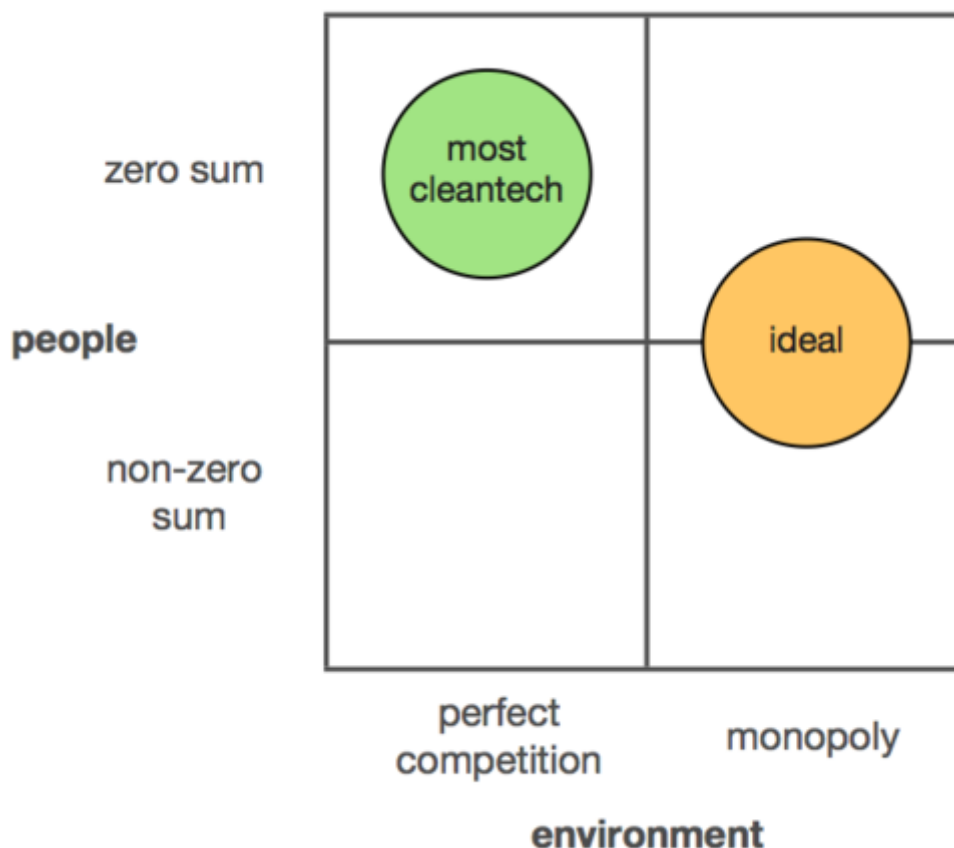 most
cleantech
zero sum
ideal
people
non-zero
sum
perfect
competition
monopoly
environment